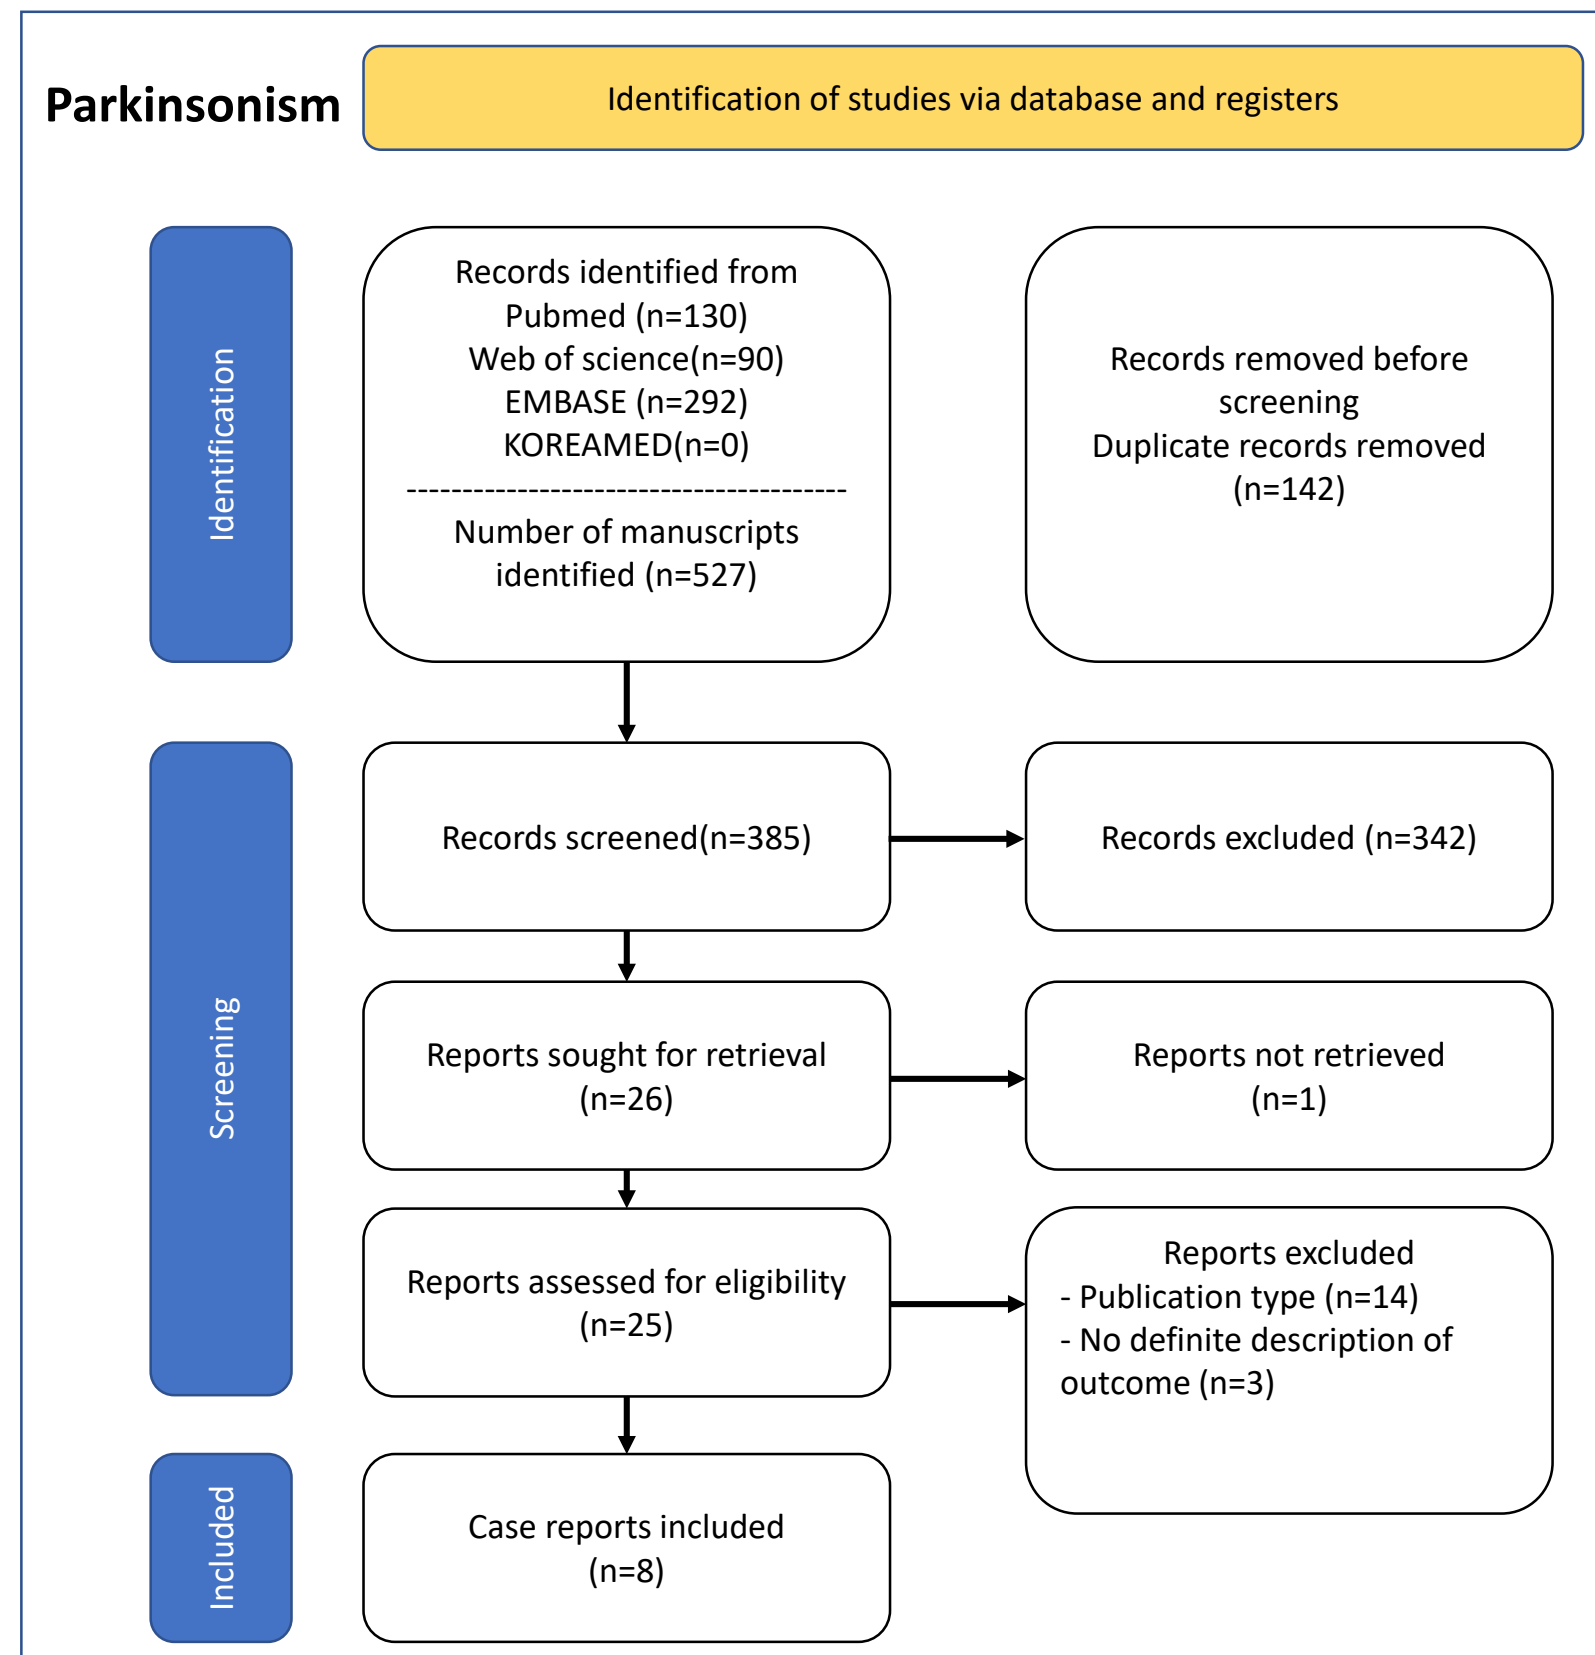 Parkinsonism
Identification of studies via database and registers
Identification
Records identified from
Pubmed (n=130)
Web of science(n=90)
EMBASE (n=292)
KOREAMED(n=0)
----------------------------------------
Number of manuscripts
identified (n=527)
Records removed before
screening
Duplicate records removed
(n=142)
Screening
Records screened(n=385)
Records excluded (n=342)
Reports sought for retrieval
(n=26)
Reports not retrieved
(n=1)
Reports assessed for eligibility
(n=25)
Reports excluded
- Publication type (n=14)
- No definite description of
outcome (n=3)
Included
Case reports included
(n=8)